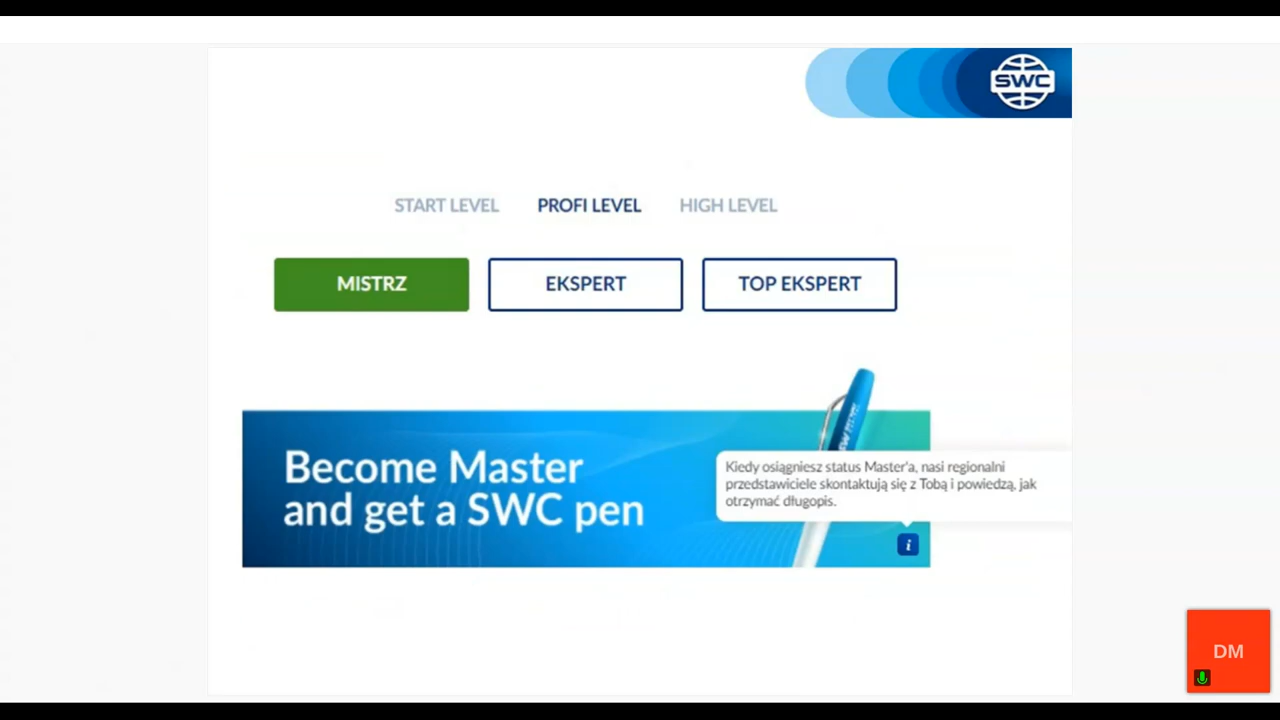 SWC
START LEVEL PROFI LEVEL HIGH LEVEL
MISTRZ EKSPERT TOP EKSPERT
Become Master
and get a SWC pen
Kiedy osiągniesz status Master'a, nasi regionalni
przedstawiciele skontaktują się z Tobą i powiedzą, jak
otrzymać długopis.
i
DM